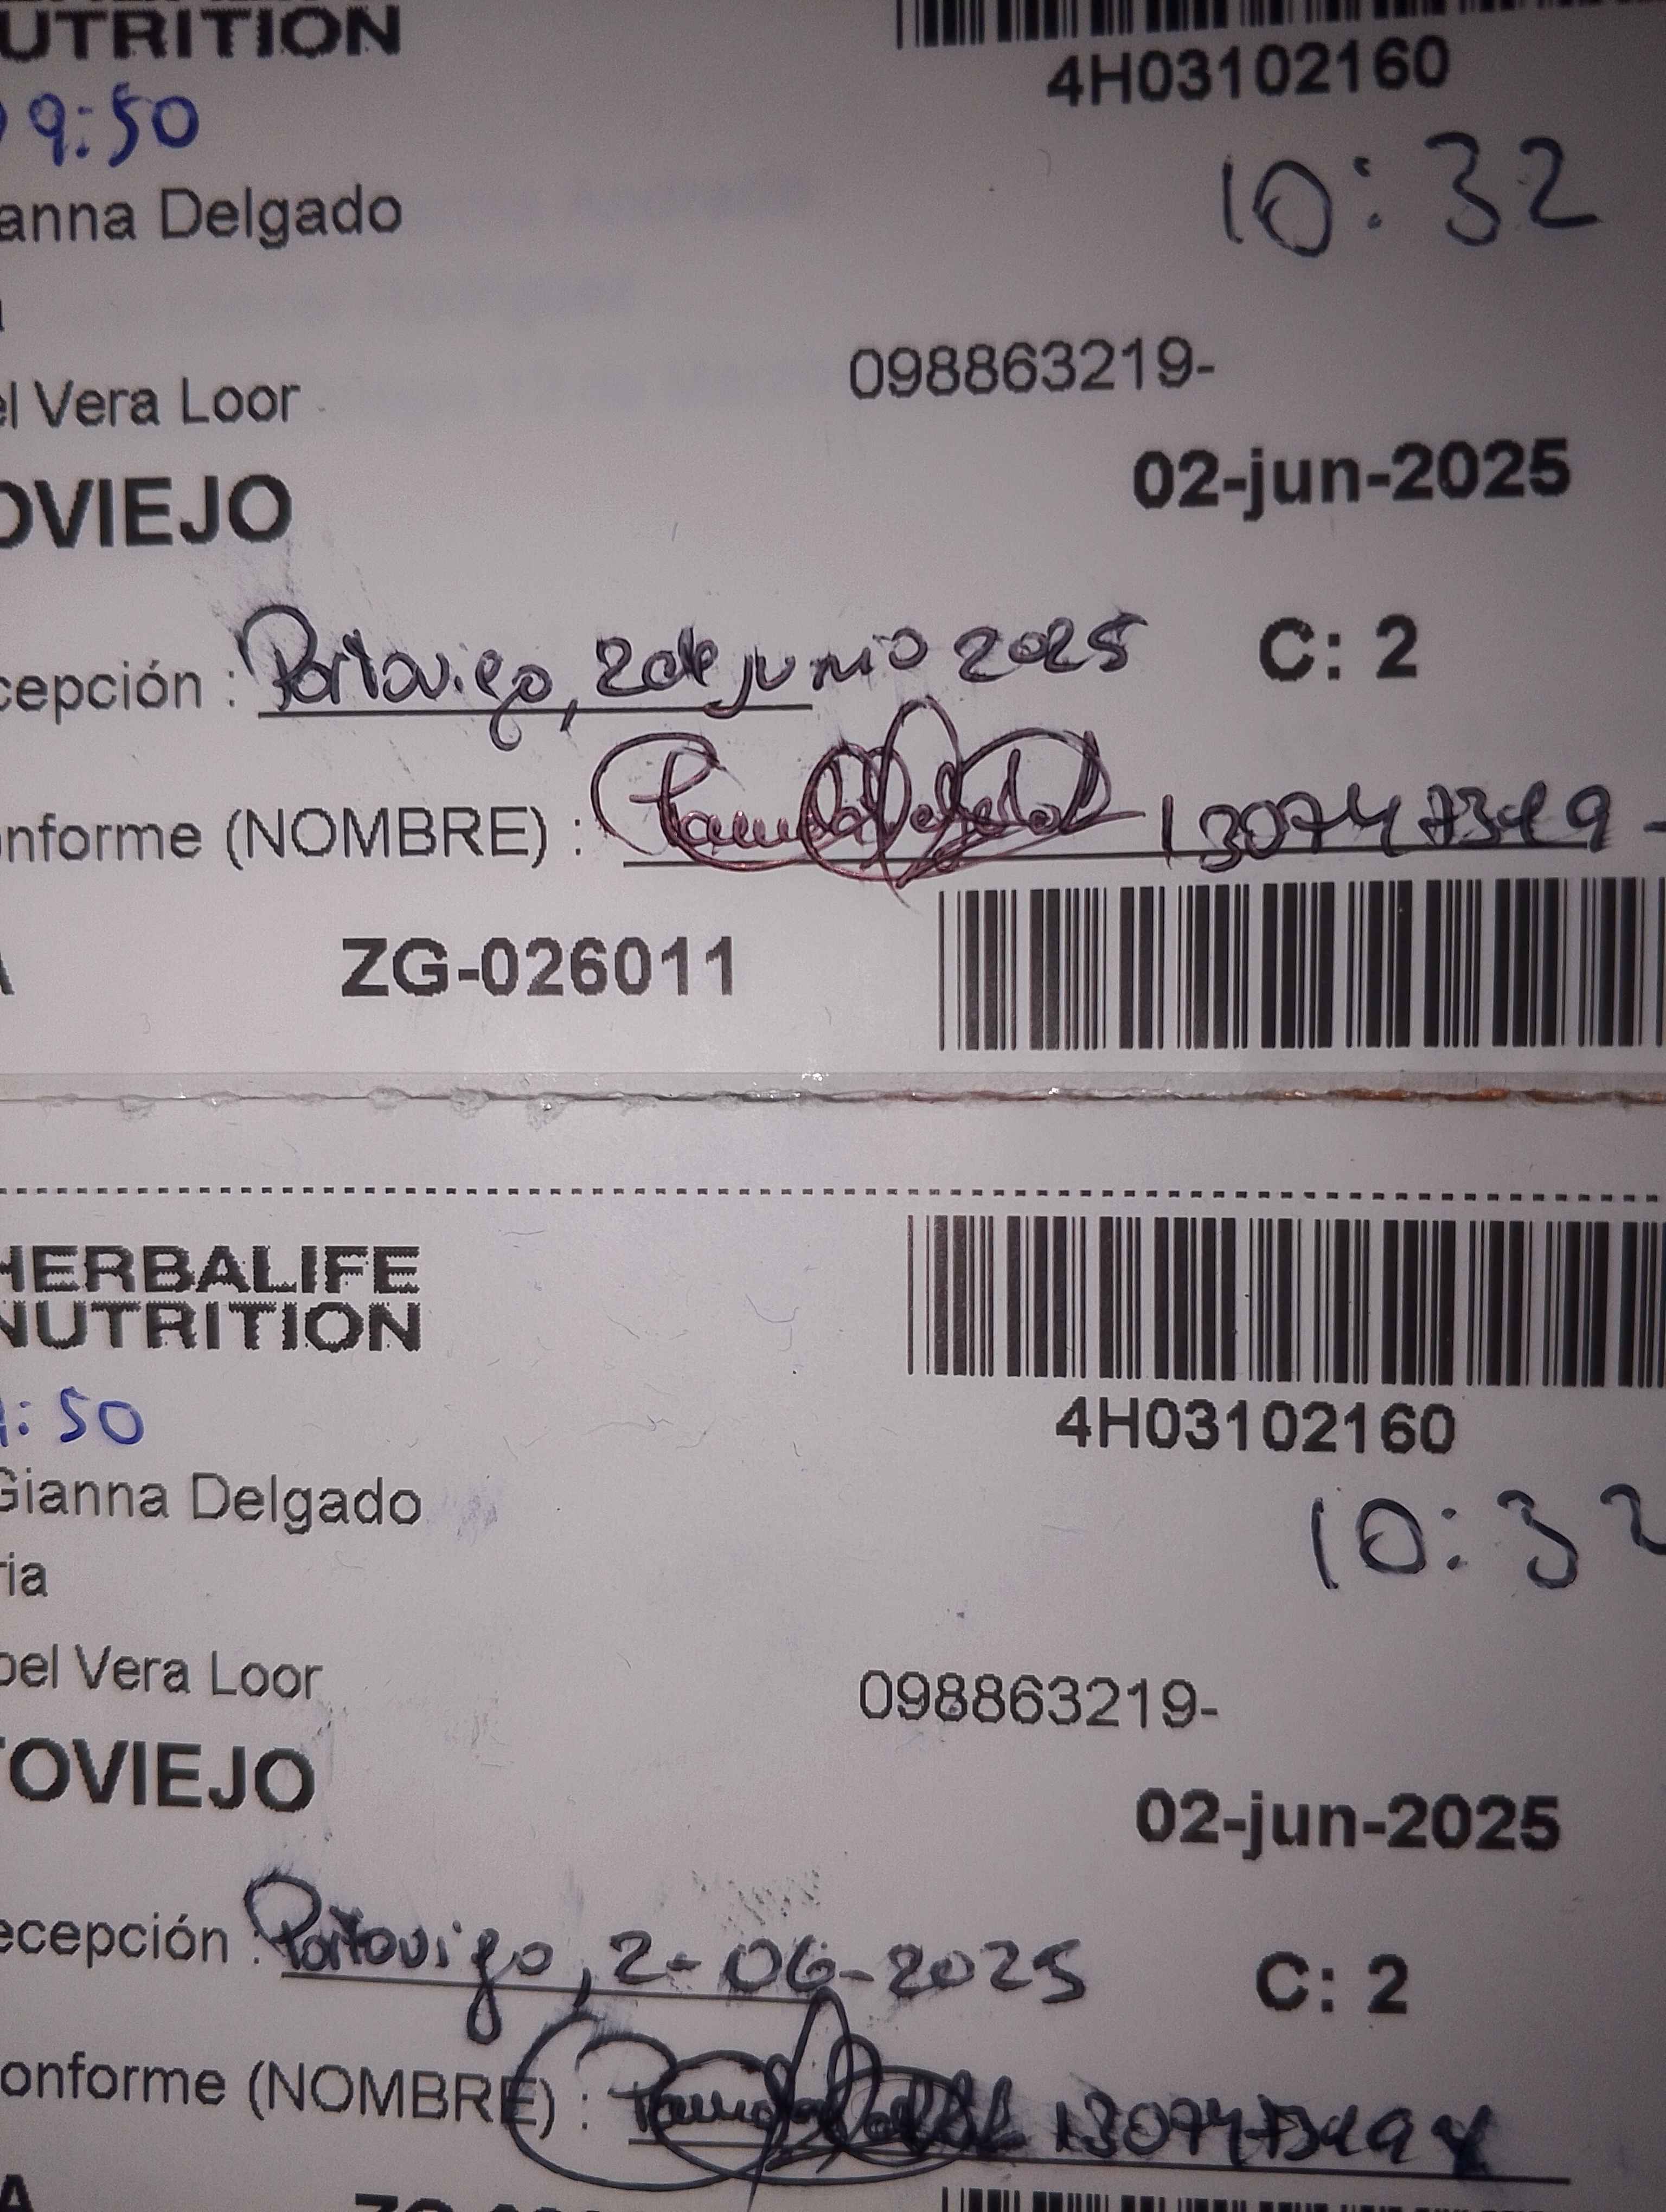 UTRITION
4H03102160
9:50
10:32
anna Delgado
098863219-
el Vera Loor
02-jun-2025
OVIEJO
cepción : Portoviejo, 2 de junio 2025
C: 2
onforme (NOMBRE) :
ZG-026011
HERBALIFE
NUTRITION
4H03102160
:50
10:32
Gianna Delgado
ria
098863219-
bel Vera Loor
02-jun-2025
TOVIEJO
ecepción : Portoviejo, 2-06-2025
C: 2
onforme (NOMBRE) :